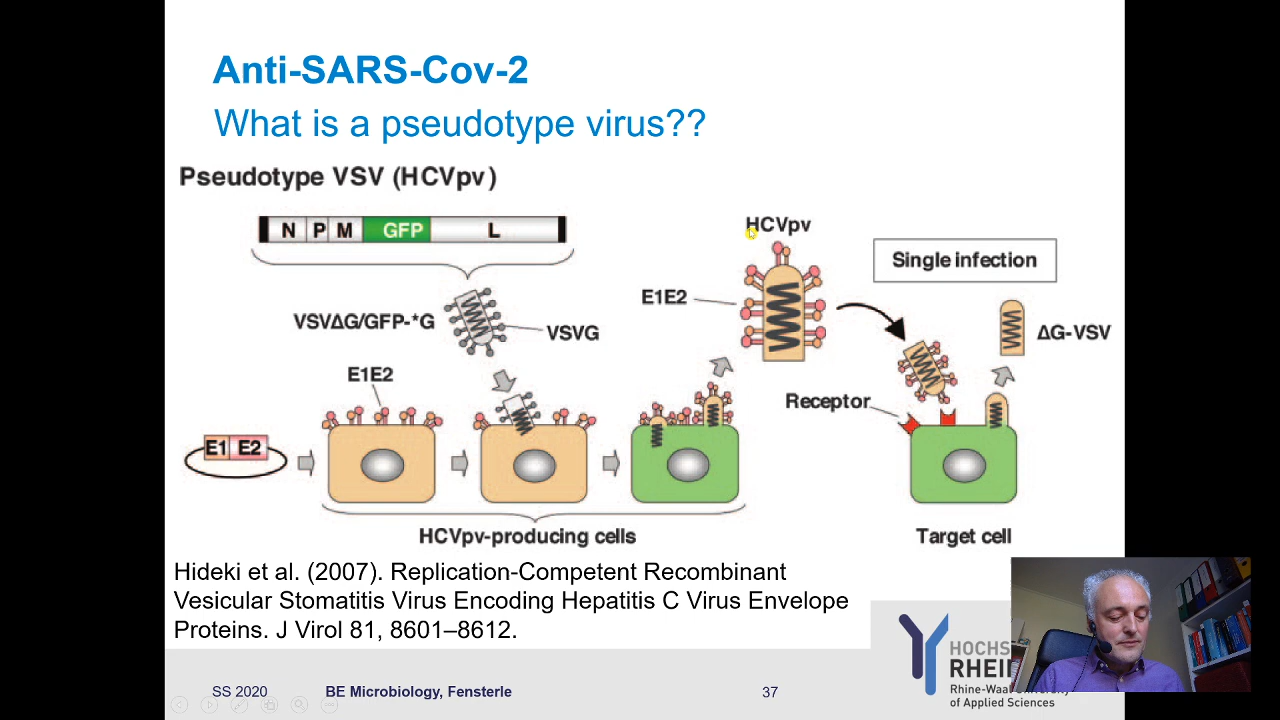 Anti-SARS-Cov-2
What is a pseudotype virus??
Pseudotype VSV (HCVpv)
N P M GFP L
VSVΔG/GFP-*G
VSVG
E1E2
E1 E2
HCVpv-producing cells
HCVpv
E1E2
Single infection
ΔG-VSV
Receptor
Target cell
Hideki et al. (2007). Replication-Competent Recombinant
Vesicular Stomatitis Virus Encoding Hepatitis C Virus Envelope
Proteins. J Virol 81, 8601–8612.
SS 2020
BE Microbiology, Fensterle
37
HOCHS
RHEI
Rhine-Waal
of Applied Sciences